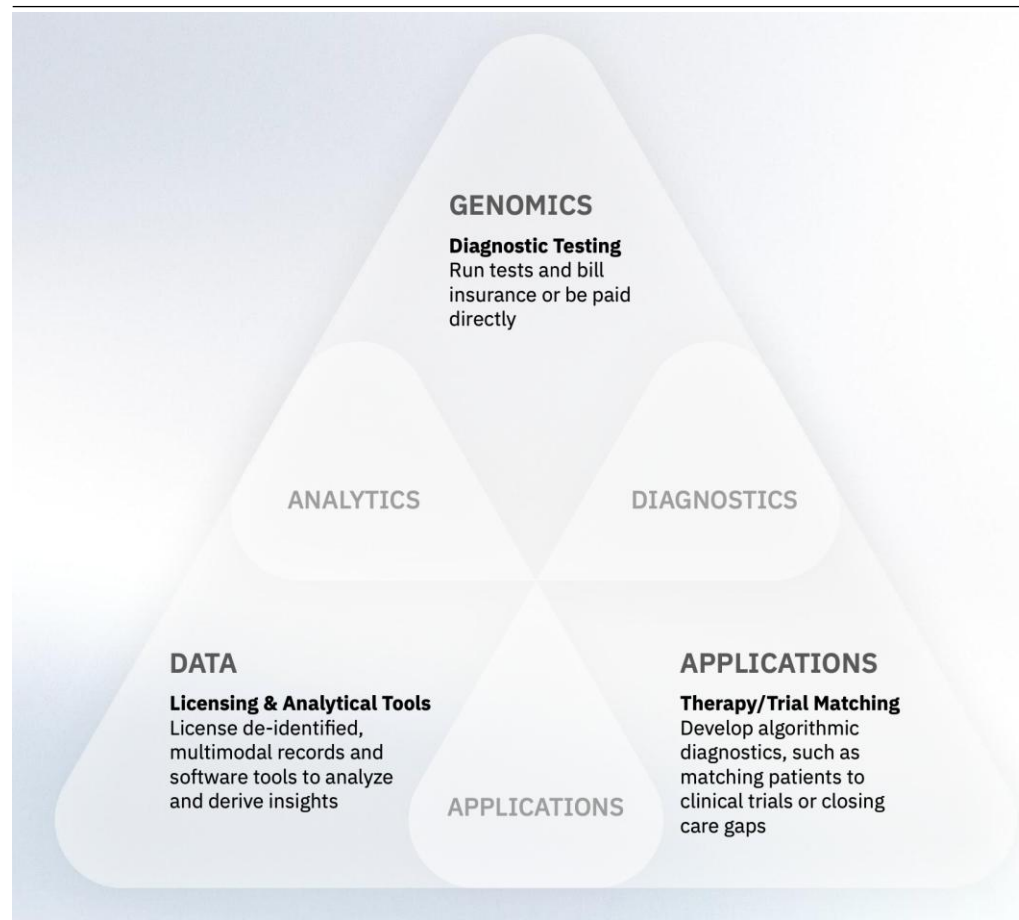 GENOMICS
Diagnostic Testing
Run tests and bill
insurance or be paid
directly
ANALYTICS
DIAGNOSTICS
DATA
Licensing & Analytical Tools
License de-identified,
multimodal records and
software tools to analyze
and derive insights
APPLICATIONS
APPLICATIONS
Therapy/Trial Matching
Develop algorithmic
diagnostics, such as
matching patients to
clinical trials or closing
care gaps